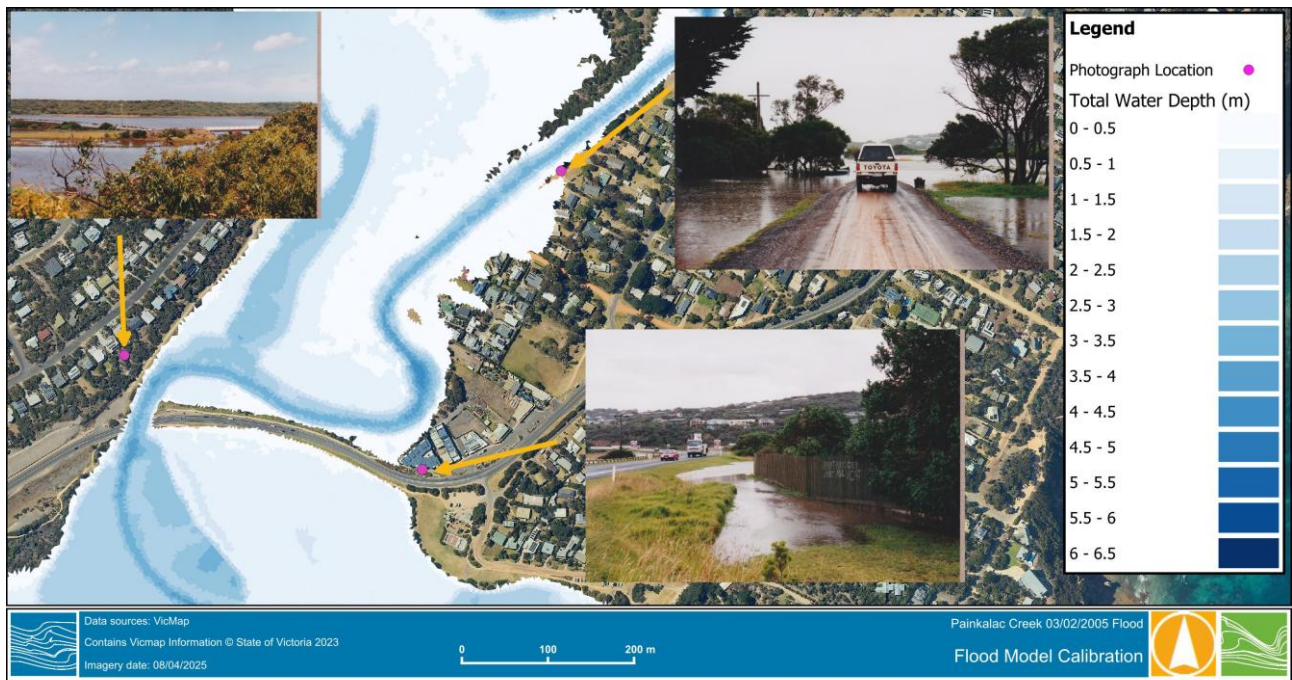 TOYOTA
Legend
Photograph Location
Total Water Depth (m)
0 - 0.5
0.5 - 1
1 - 1.5
1.5 - 2
2 - 2.5
2.5 - 3
3 - 3.5
3.5 - 4
4 - 4.5
4.5 - 5
5 - 5.5
5.5 - 6
6 - 6.5
Data sources: VicMap
Contains Vicmap Information © State of Victoria 2023
Imagery date: 08/04/2025
0 100 200 m
Painkalac Creek 03/02/2005 Flood
Flood Model Calibration